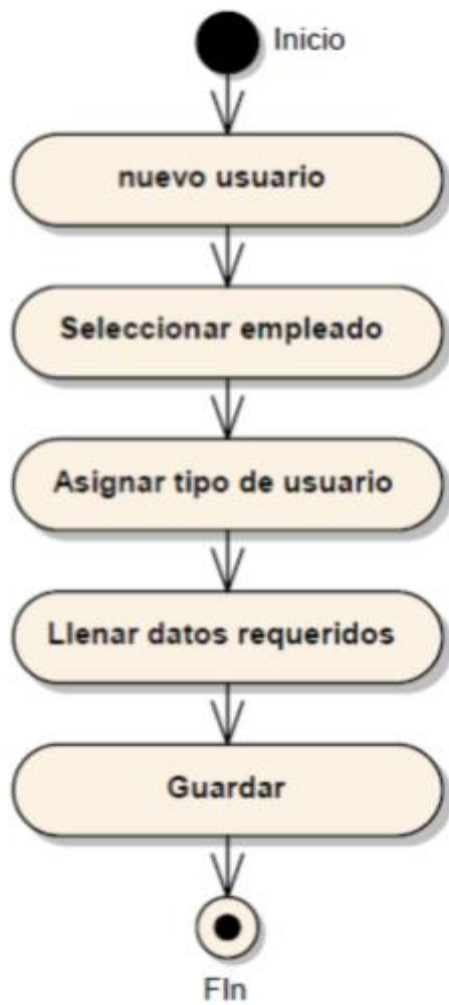 Inicio
nuevo usuario
Seleccionar empleado
Asignar tipo de usuario
Llenar datos requeridos
Guardar
FIn